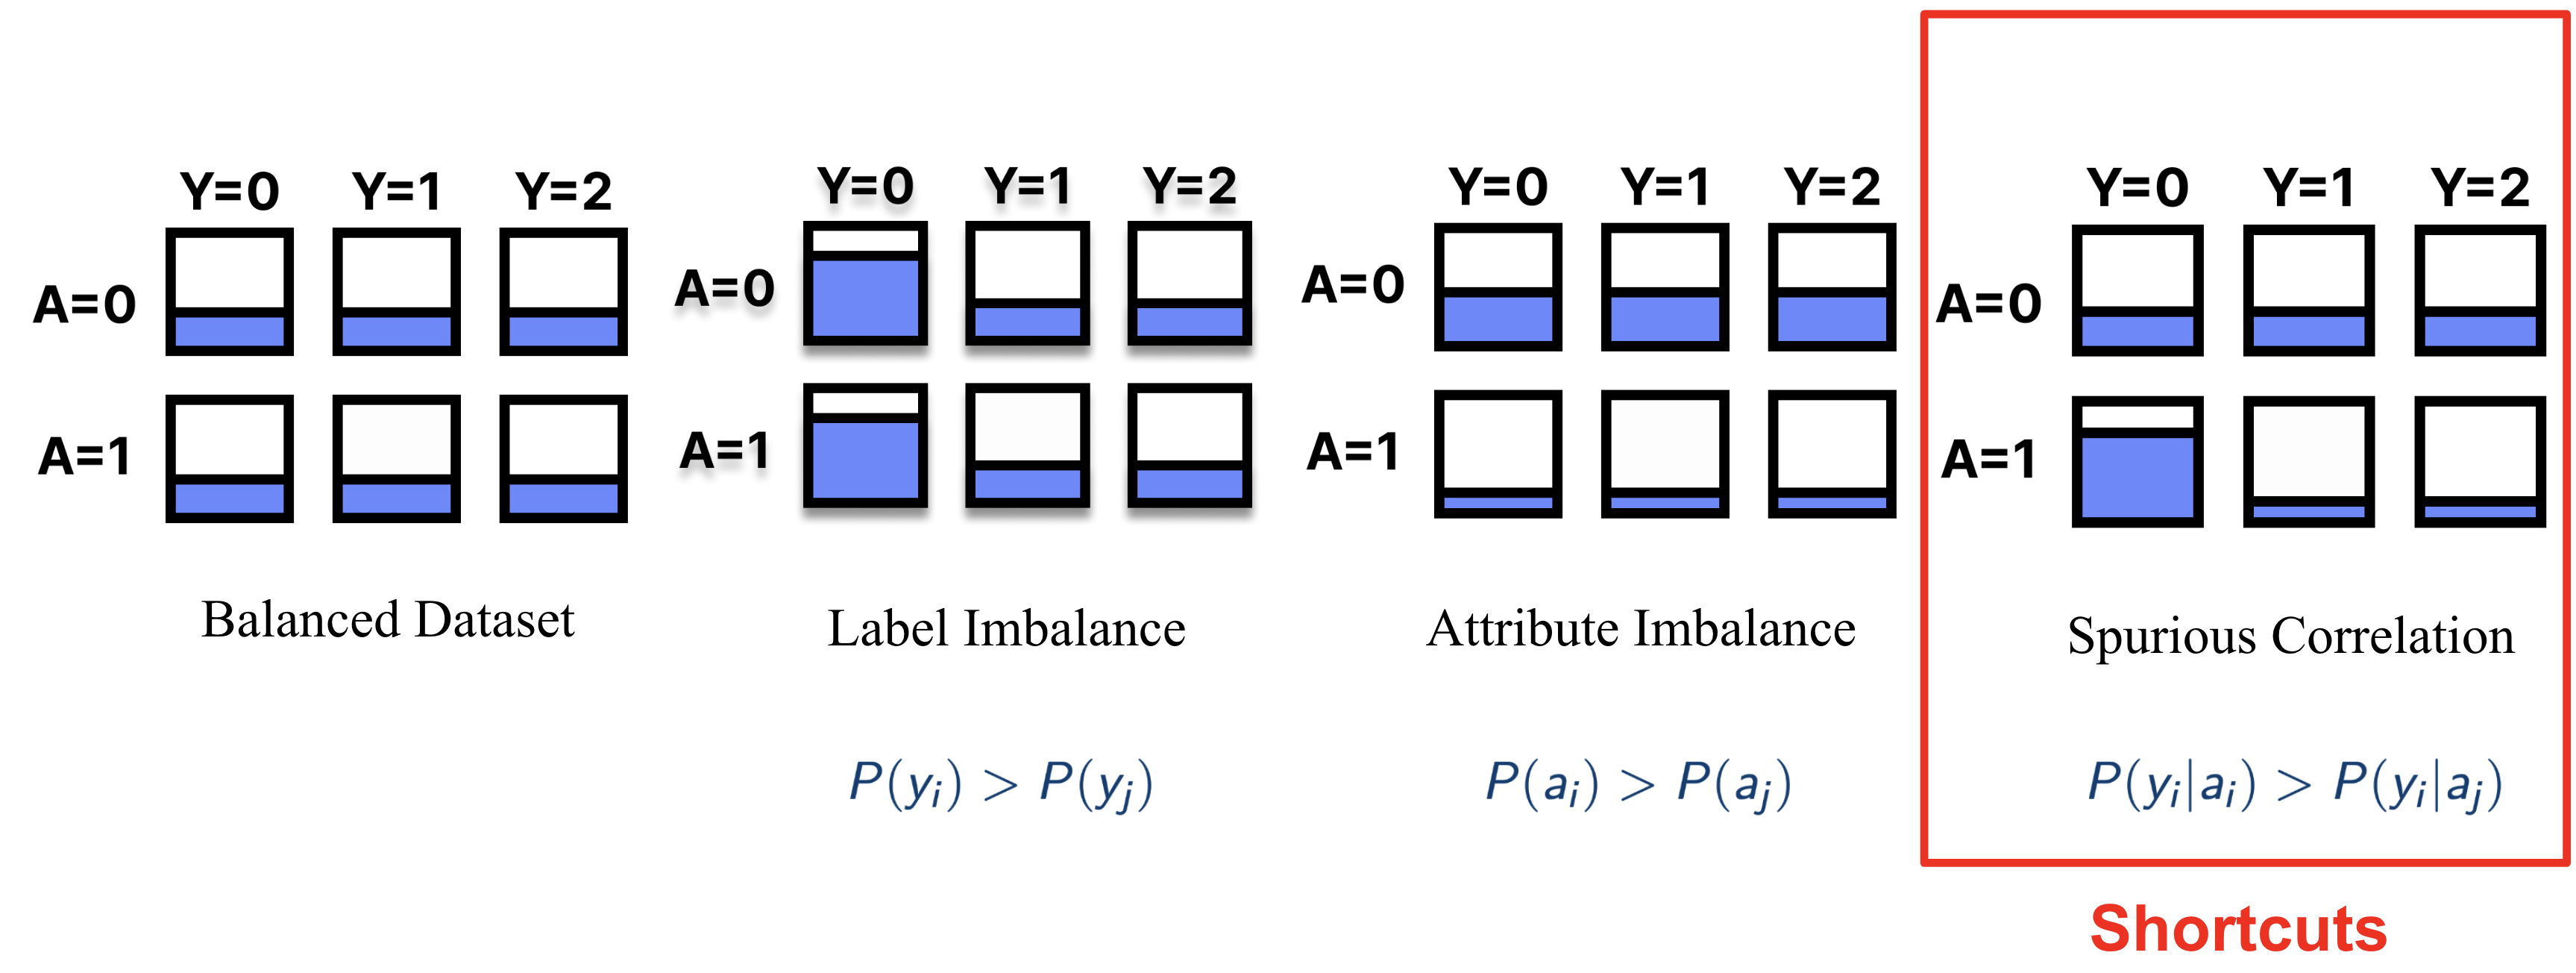 Y=0 Y=1 Y=2
A=0
A=1
Balanced Dataset
Y=0 Y=1 Y=2
A=0
A=1
Label Imbalance
P(y_i) > P(y_j)
Y=0 Y=1 Y=2
A=0
A=1
Attribute Imbalance
P(a_i) > P(a_j)
Y=0 Y=1 Y=2
A=0
A=1
Spurious Correlation
P(y_i|a_i) > P(y_i|a_j)
Shortcuts